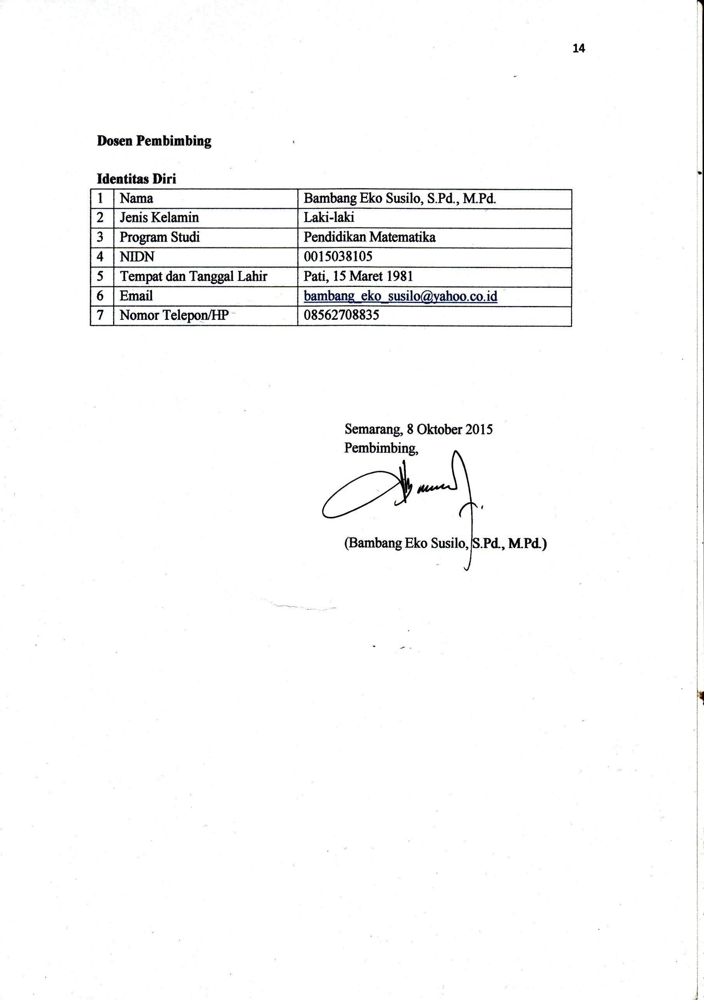 14
Dosen Pembimbing
Identitas Diri
1 Nama Bambang Eko Susilo, S.Pd., M.Pd.
2 Jenis Kelamin Laki-laki
3 Program Studi Pendidikan Matematika
4 NIDN 0015038105
5 Tempat dan Tanggal Lahir Pati, 15 Maret 1981
6 Email bambang_eko_susilo@yahoo.co.id
7 Nomor Telepon/HP 08562708835
Semarang, 8 Oktober 2015
Pembimbing,
(Bambang Eko Susilo, S.Pd., M.Pd.)